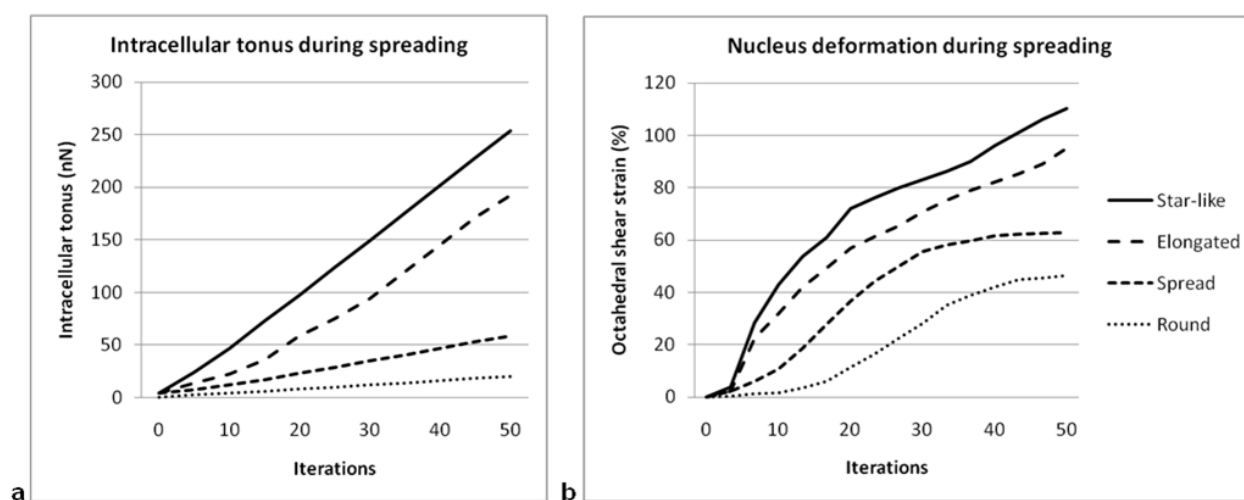 Intracellular tonus during spreading
300
250
200
150
100
50
0
Intracellular tonus (nN)
0 10 20 30 40 50
Iterations
a
Nucleus deformation during spreading
120
100
80
60
40
20
0
Octahedral shear strain (%)
0 10 20 30 40 50
Iterations
Star-like
Elongated
Spread
Round
b